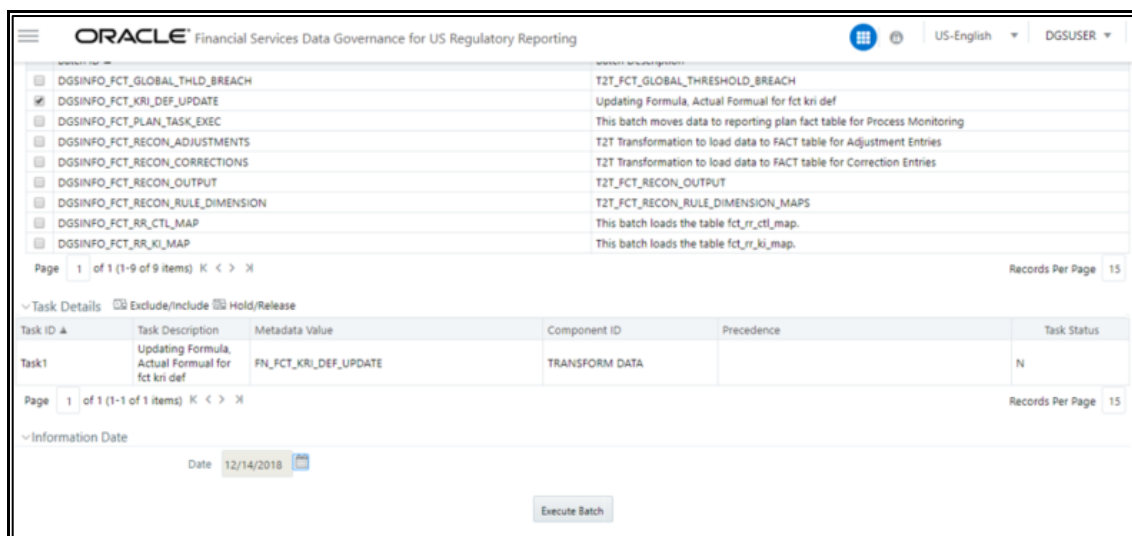 ORACLE® Financial Services Data Governance for US Regulatory Reporting US-English DGSUSER
Batch ID Batch Description
DGSINFO_FCT_GLOBAL_THLD_BREACH T2T_FCT_GLOBAL_THRESHOLD_BREACH
DGSINFO_FCT_KRI_DEF_UPDATE Updating Formula, Actual Formual for fct kri def
DGSINFO_FCT_PLAN_TASK_EXEC This batch moves data to reporting plan fact table for Process Monitoring
DGSINFO_FCT_RECON_ADJUSTMENTS T2T Transformation to load data to FACT table for Adjustment Entries
DGSINFO_FCT_RECON_CORRECTIONS T2T Transformation to load data to FACT table for Correction Entries
DGSINFO_FCT_RECON_OUTPUT T2T_FCT_RECON_OUTPUT
DGSINFO_FCT_RECON_RULE_DIMENSION T2T_FCT_RECON_RULE_DIMENSION_MAPS
DGSINFO_FCT_RR_CTL_MAP This batch loads the table fct_rr_ctl_map.
DGSINFO_FCT_RR_KI_MAP This batch loads the table fct_rr_ki_map.
Page 1 of 1 (1-9 of 9 items) Records Per Page 15
Task Details Exclude/Include Hold/Release
Task ID Task Description Metadata Value Component ID Precedence Task Status
Updating Formula,
Task1 Actual Formual for FN_FCT_KRI_DEF_UPDATE TRANSFORM DATA N
fct kri def
Page 1 of 1 (1-1 of 1 items) Records Per Page 15
Information Date
Date 12/14/2018
Execute Batch